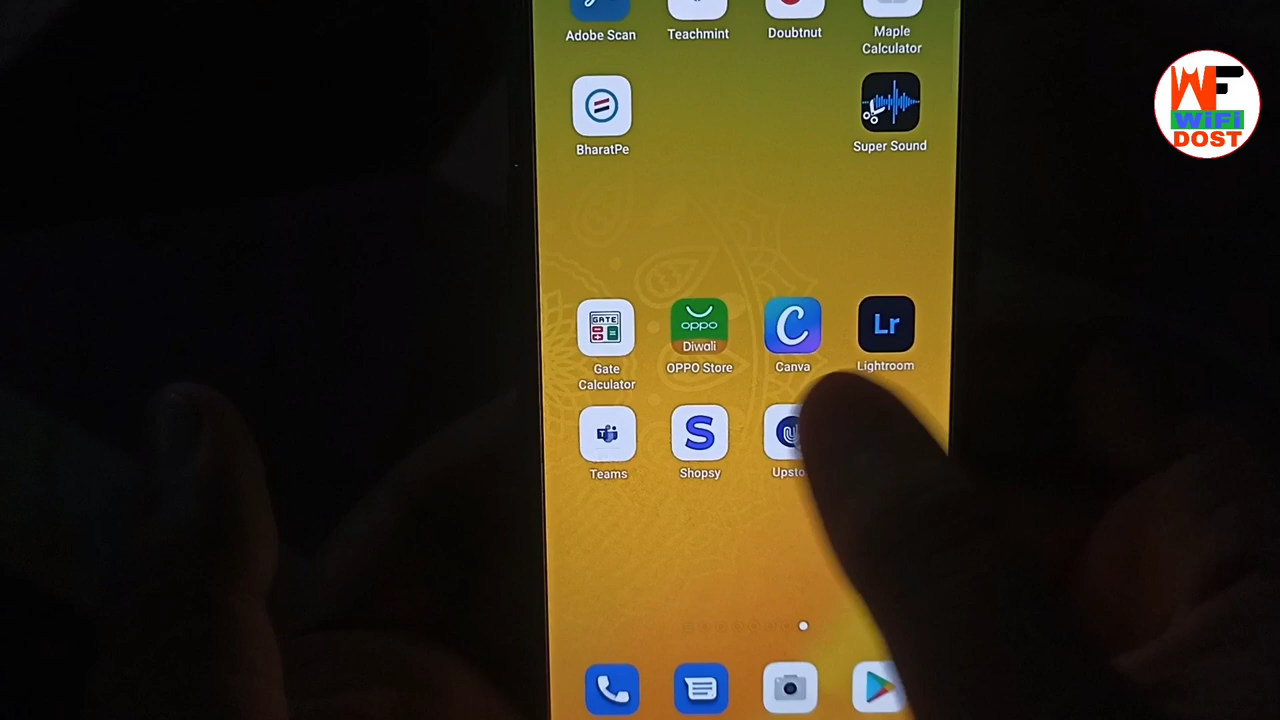 Adobe Scan
Teachmint
Doubtnut
Maple
Calculator
BharatPe
Super Sound
WF
WiFi
DOST
GATE
oppo
Diwali
C
Lr
Gate
Calculator
OPPO Store
Canva
Lightroom
T
S
Teams
Shopsy
Upsto